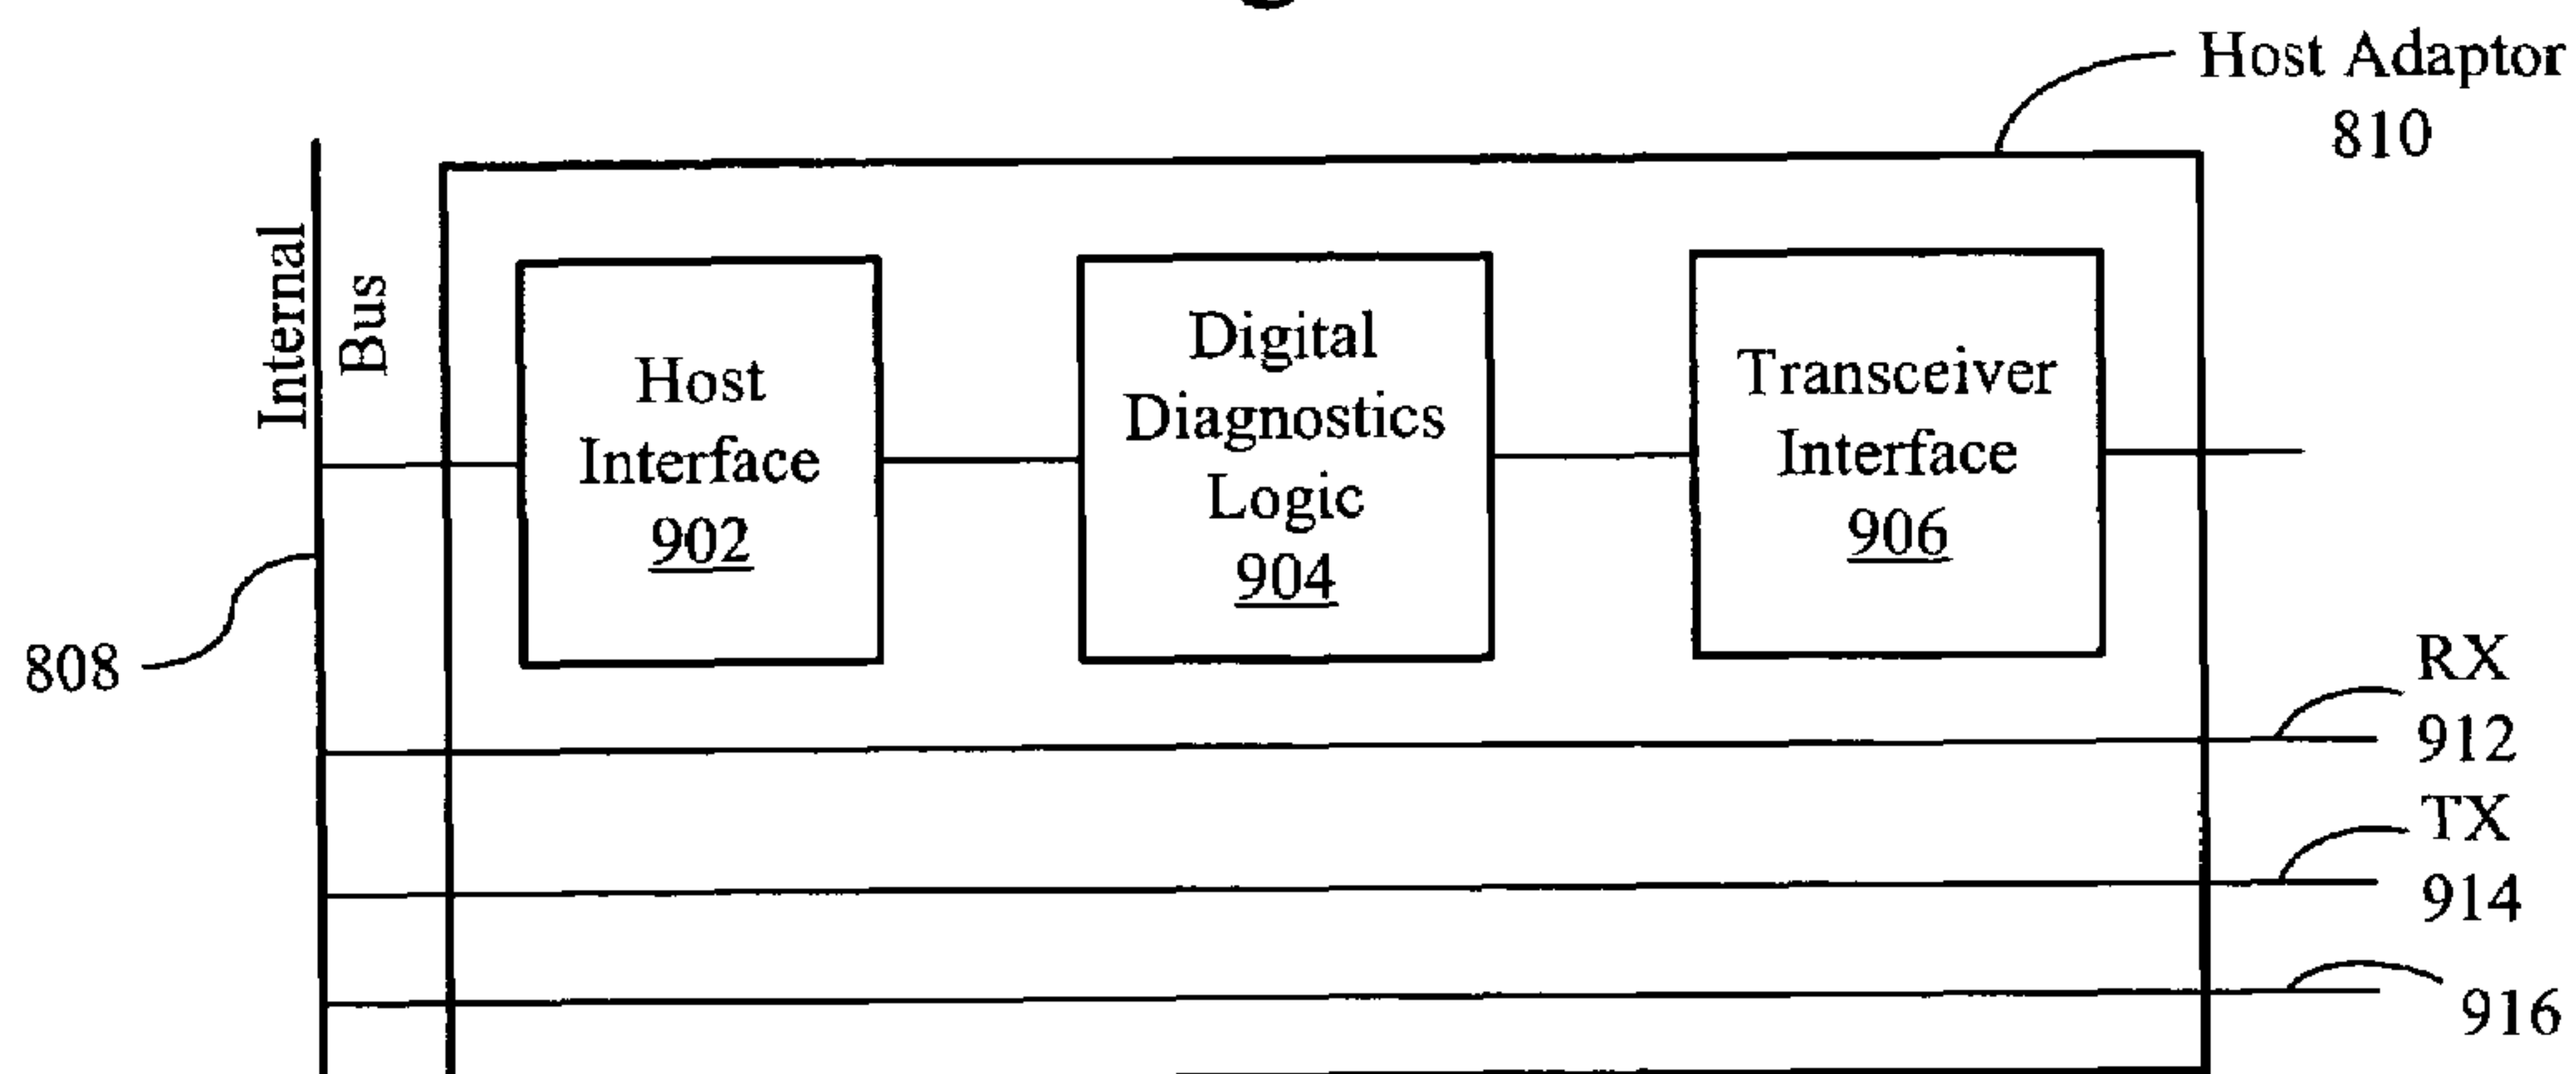 Host Adaptor
810
Internal
Bus
Host
Interface
902
Digital
Diagnostics
Logic
904
Transceiver
Interface
906
808
RX
912
TX
914
916